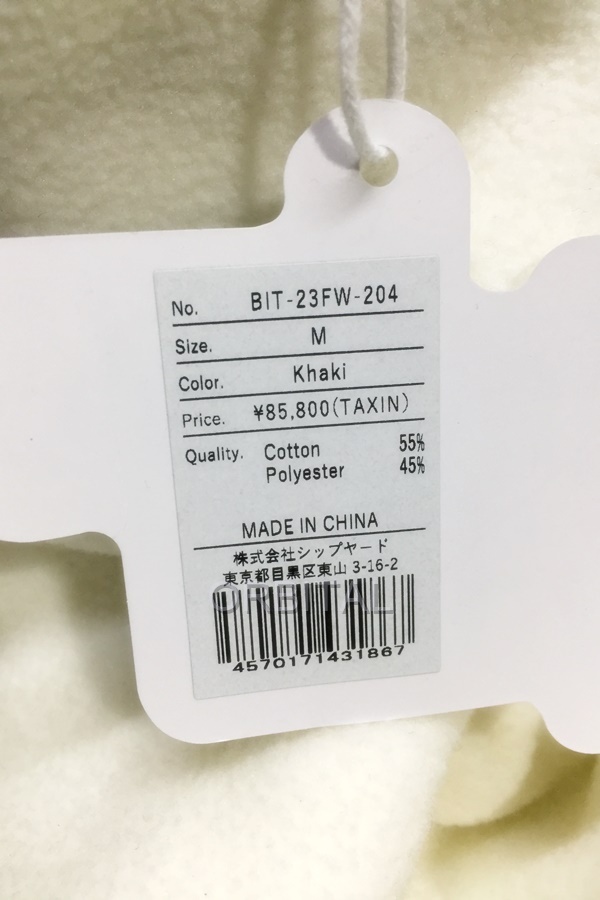 No. BIT-23FW-204
Size. M
Color. Khaki
Price. ¥85,800(TAXIN)
Quality. Cotton 55%
Polyester 45%
MADE IN CHINA
株式会社シップヤード
東京都目黒区東山 3-16-2
ORBITAL
4570171431867